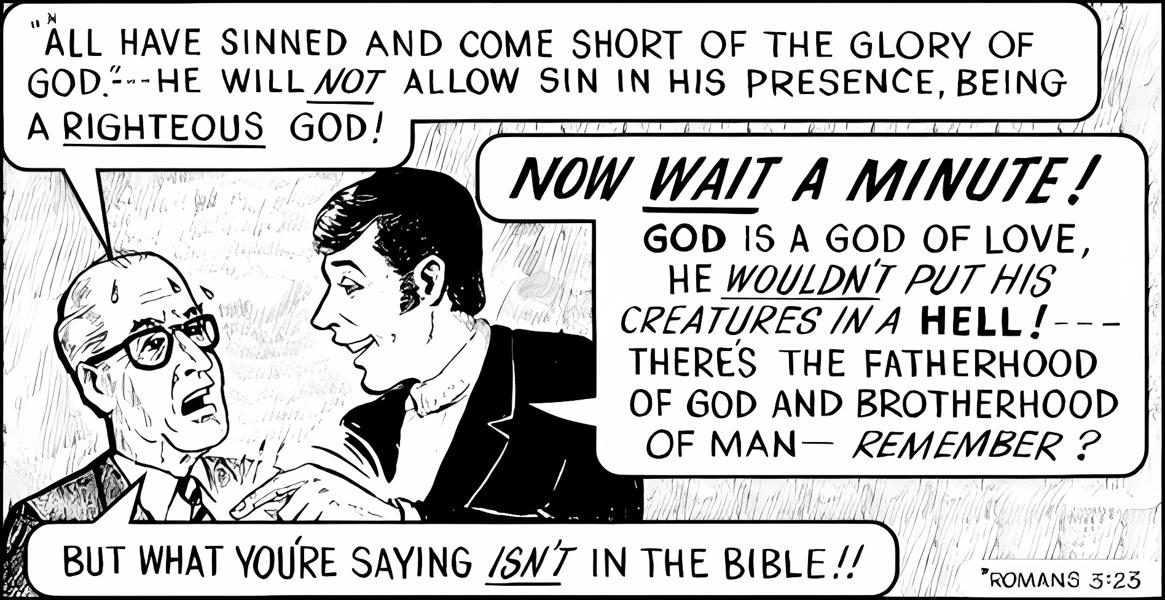 "*ALL HAVE SINNED AND COME SHORT OF THE GLORY OF
GOD."---HE WILL NOT ALLOW SIN IN HIS PRESENCE, BEING
A RIGHTEOUS GOD!
NOW WAIT A MINUTE!
GOD IS A GOD OF LOVE,
HE WOULDN'T PUT HIS
CREATURES IN A HELL!---
THERE'S THE FATHERHOOD
OF GOD AND BROTHERHOOD
OF MAN— REMEMBER?
BUT WHAT YOU'RE SAYING ISN'T IN THE BIBLE!!
*ROMANS 3:23